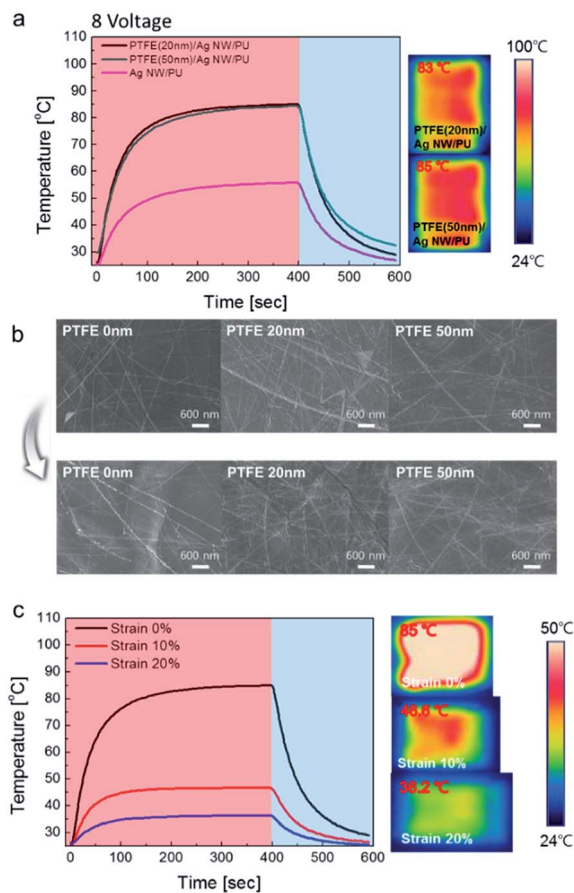 a
8 Voltage
110
100
90
80
70
60
50
40
30
Temperature [°C]
PTFE(20nm)/Ag NW/PU
PTFE(50nm)/Ag NW/PU
Ag NW/PU
0 100 200 300 400 500 600
Time [sec]
83 ℃
PTFE(20nm)/
Ag NW/PU
85 ℃
PTFE(50nm)/
Ag NW/PU
100℃
24℃
b
PTFE 0nm
600 nm
PTFE 20nm
600 nm
PTFE 50nm
600 nm
PTFE 0nm
600 nm
PTFE 20nm
600 nm
PTFE 50nm
600 nm
c
110
100
90
80
70
60
50
40
30
Temperature [°C]
Strain 0%
Strain 10%
Strain 20%
0 100 200 300 400 500 600
Time [sec]
85 ℃
Strain 0%
46.6 ℃
Strain 10%
36.2 ℃
Strain 20%
50℃
24℃